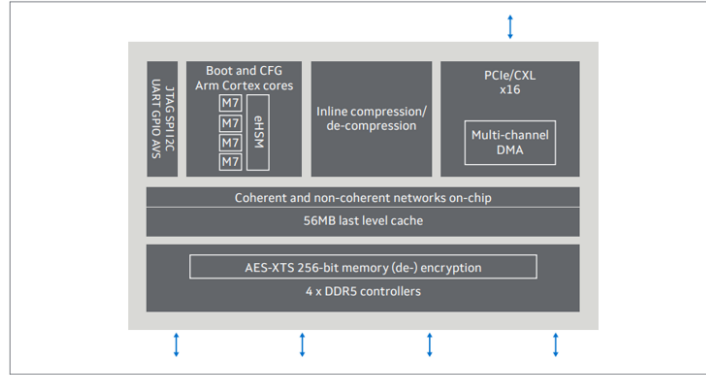 JTAG SPI I2C
UART GPIO AVS
Boot and CFG
Arm Cortex cores
M7
M7
M7
M7
eHSM
Inline compression/
de-compression
PCIe/CXL
x16
Multi-channel
DMA
Coherent and non-coherent networks on-chip
56MB last level cache
AES-XTS 256-bit memory (de-) encryption
4 x DDR5 controllers